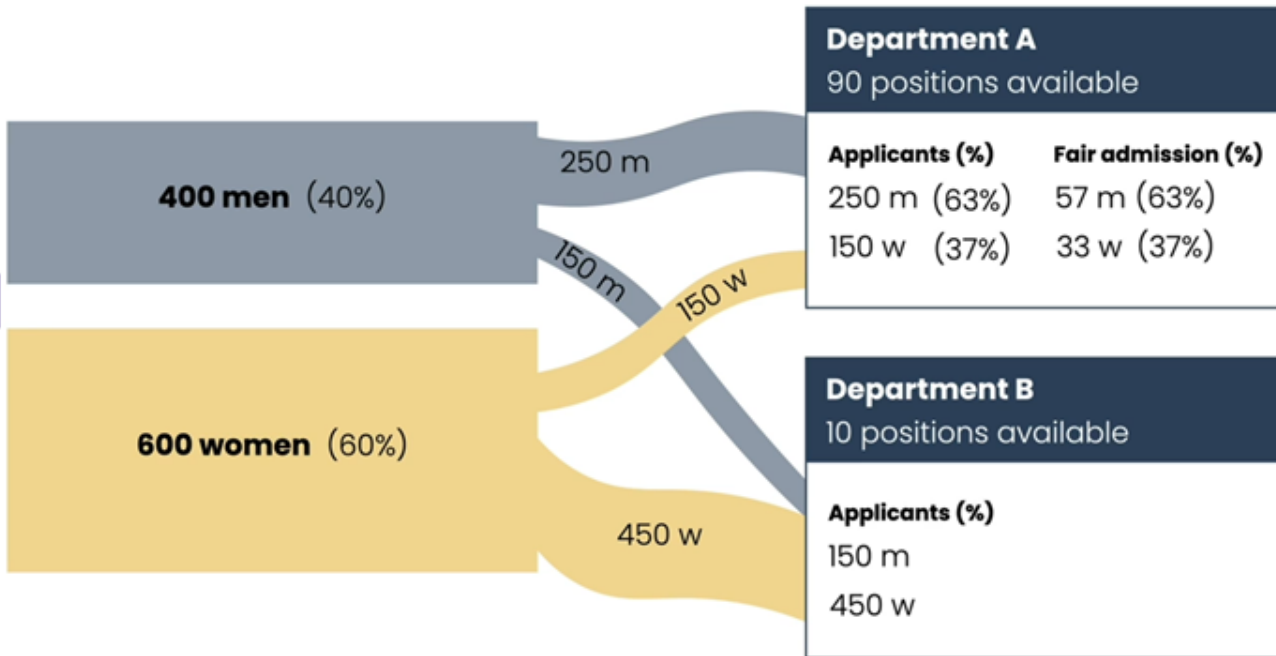 400 men (40%)
600 women (60%)
250 m
150 m
150 w
450 w
Department A
90 positions available
Applicants (%) Fair admission (%)
250 m (63%) 57 m (63%)
150 w (37%) 33 w (37%)
Department B
10 positions available
Applicants (%)
150 m
450 w